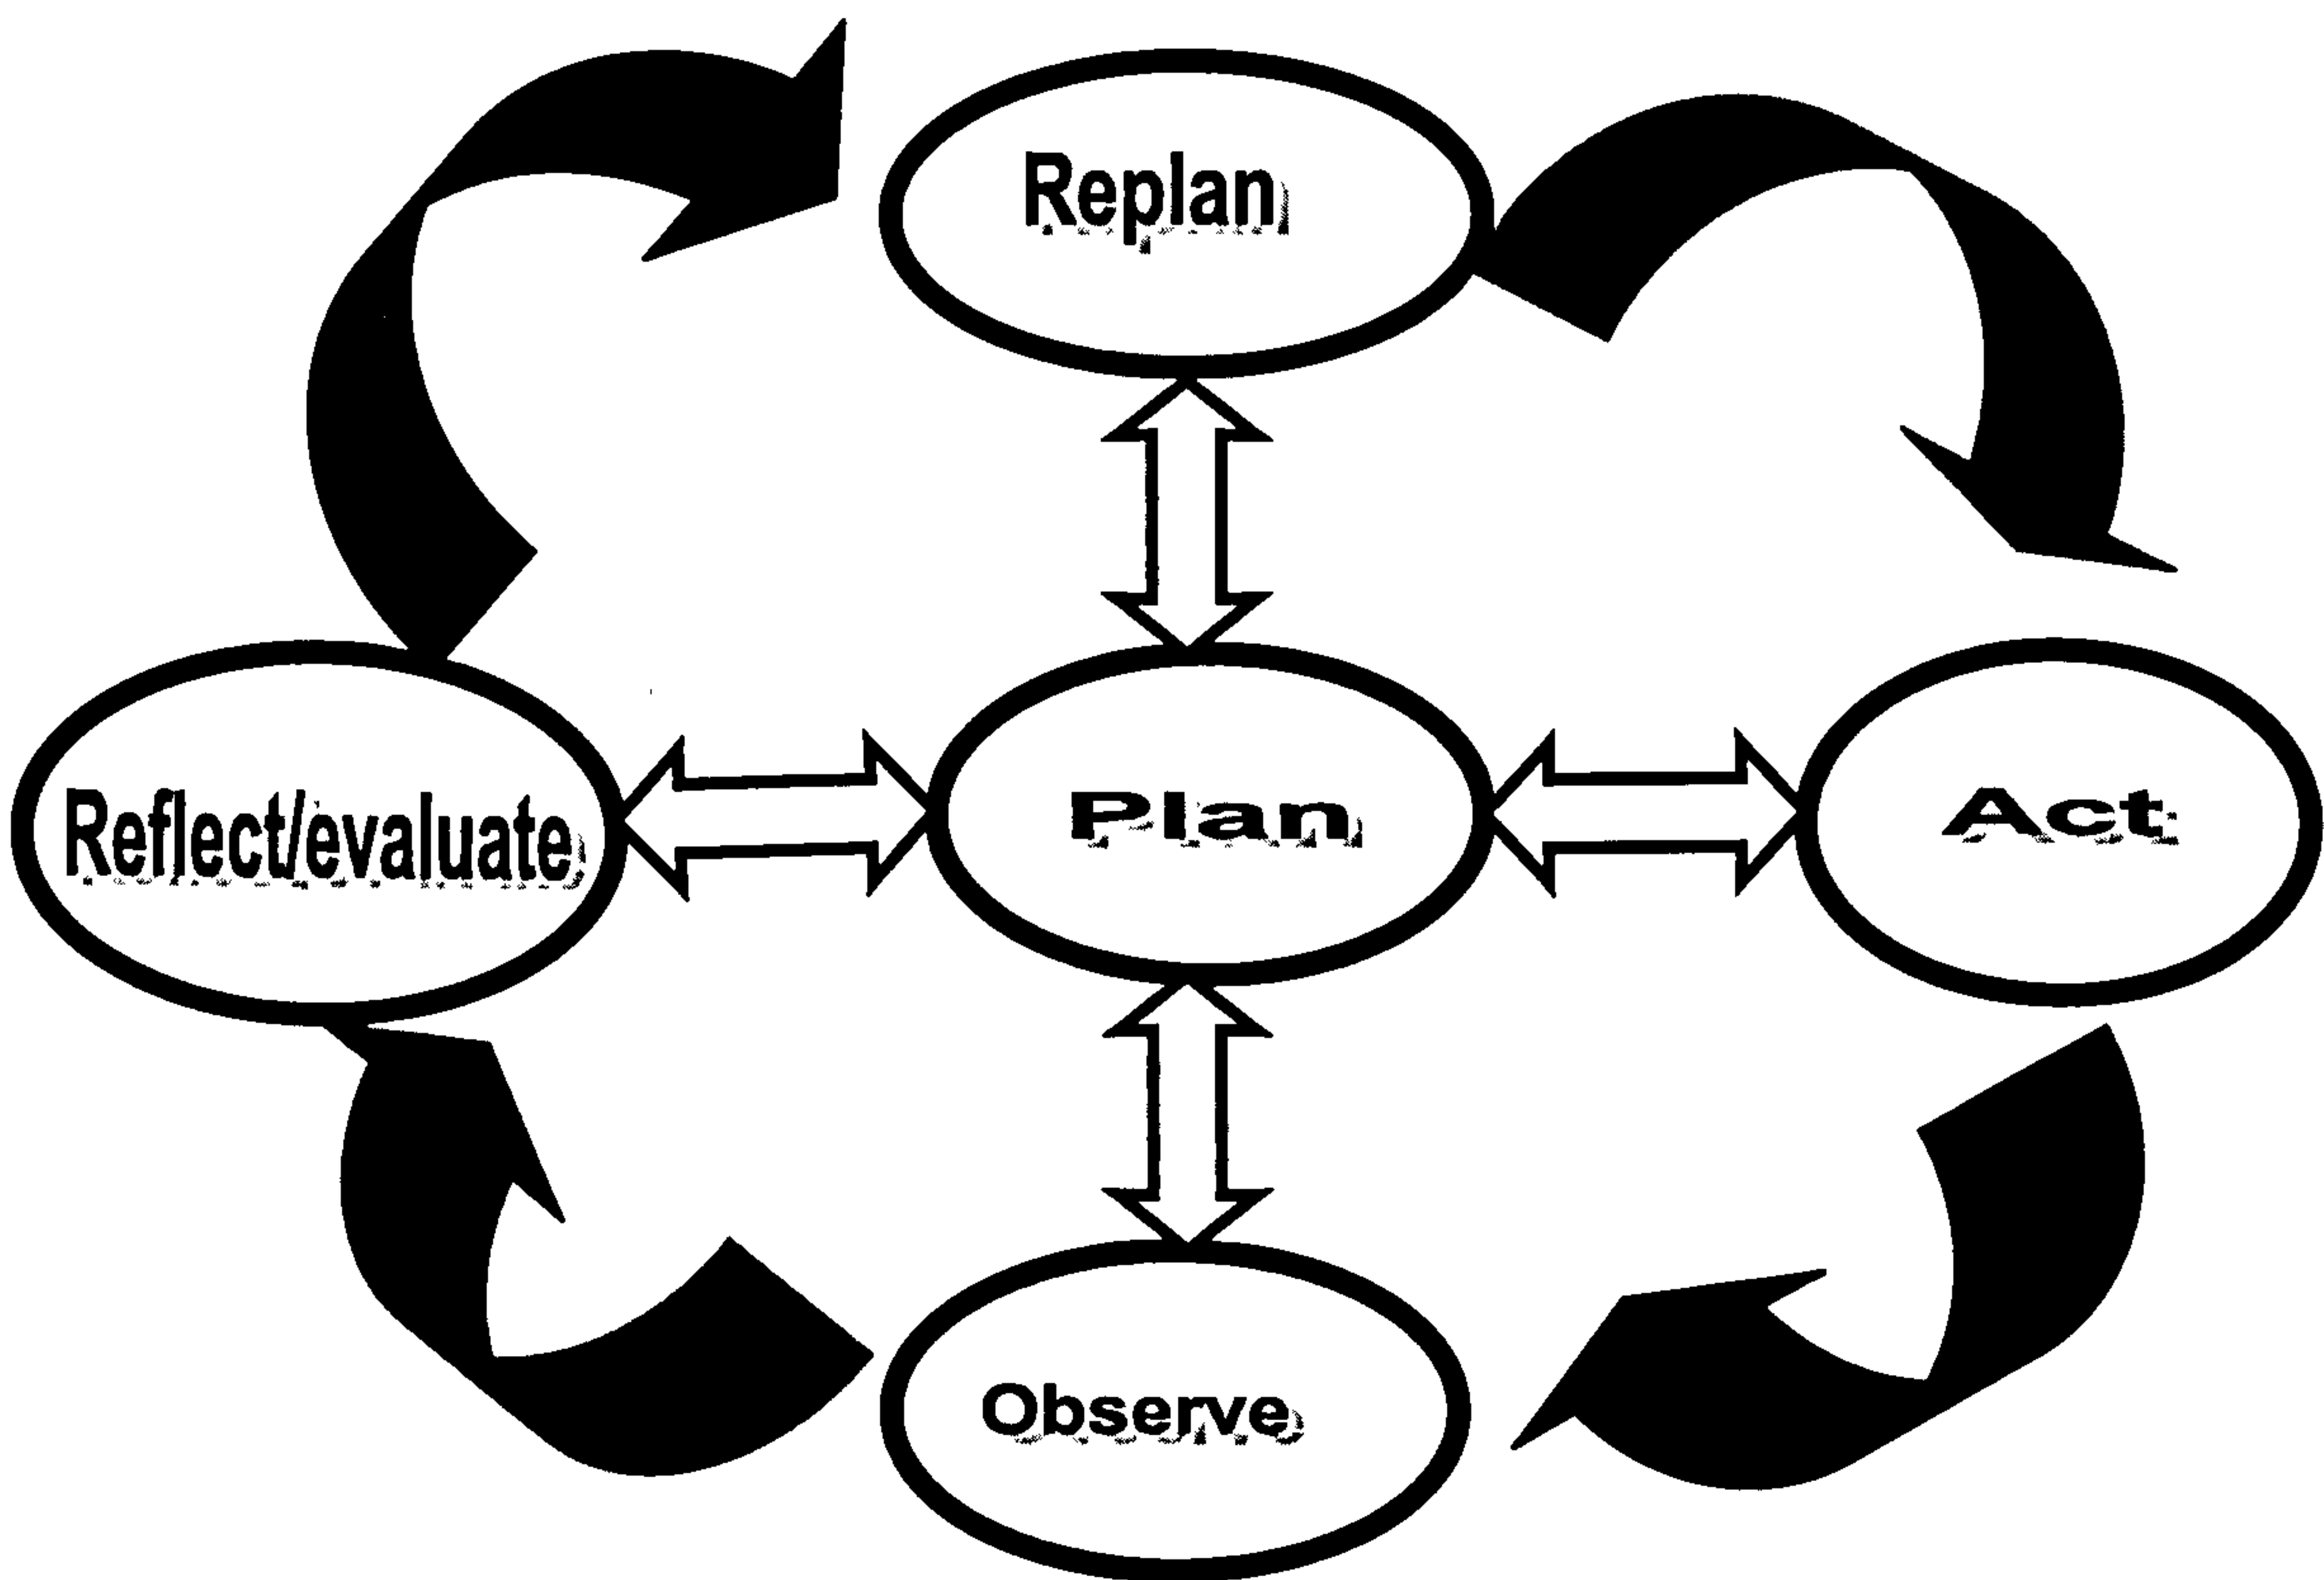 Replan
Reflect/evaluate
Plan
Act
Observe